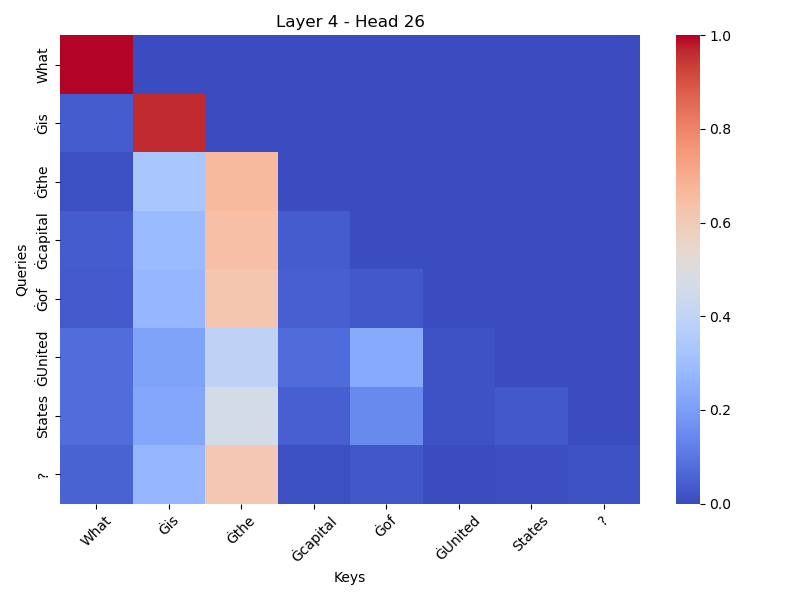 Layer 4 - Head 26
Queries
What
Ġis
Ġthe
Ġcapital
Ġof
ĠUnited
States
?
What
Ġis
Ġthe
Ġcapital
Ġof
ĠUnited
States
?
Keys
1.0
0.8
0.6
0.4
0.2
0.0